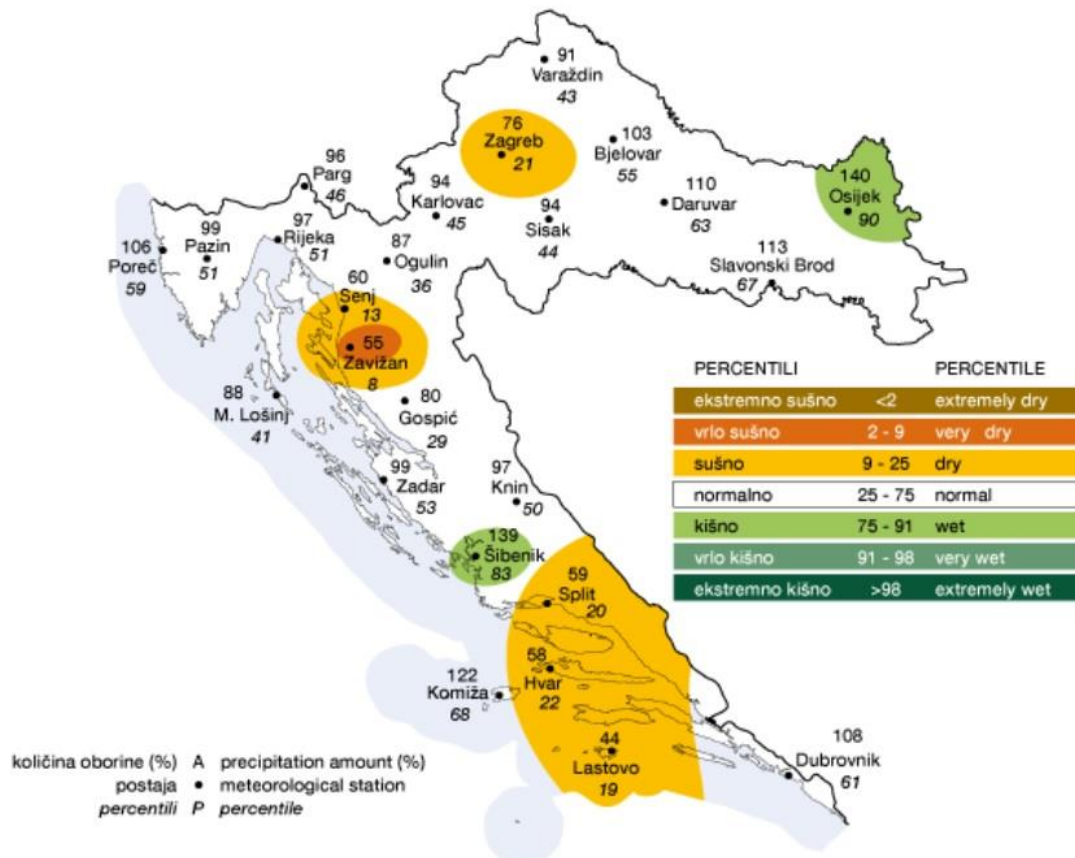 91
Varaždin
43
76
Zagreb
21
103
Bjelovar
55
96
Parg
46
94
Karlovac
45
94
Sisak
44
110
Daruvar
63
140
Osijek
90
106
Poreč
59
99
Pazin
51
97
Rijeka
51
87
Ogulin
36
113
Slavonski Brod
67
60
Senj
13
55
Zavižan
8
88
M. Lošinj
41
80
Gospić
29
99
Zadar
53
97
Knin
50
139
Šibenik
83
59
Split
20
58
Hvar
22
122
Komiža
68
44
Lastovo
19
108
Dubrovnik
61
PERCENTILI PERCENTILE
ekstremno sušno <2 extremely dry
vrlo sušno 2 - 9 very dry
sušno 9 - 25 dry
normalno 25 - 75 normal
kišno 75 - 91 wet
vrlo kišno 91 - 98 very wet
ekstremno kišno >98 extremely wet
količina oborine (%) A precipitation amount (%)
postaja • meteorological station
percentili P percentile